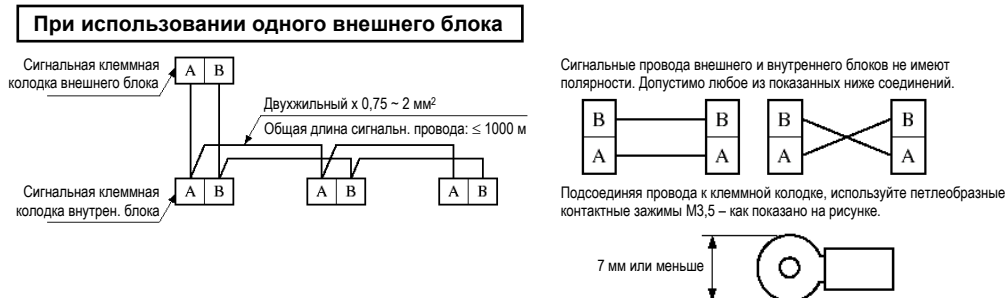 При использовании одного внешнего блока
Сигнальная клеммная
колодка внешнего блока
A B
Двухжильный x 0,75 ~ 2 мм²
Общая длина сигнальн. провода: ≤ 1000 м
Сигнальная клеммная
колодка внутрен. блока
A B
A B
A B
Сигнальные провода внешнего и внутреннего блоков не имеют
полярности. Допустимо любое из показанных ниже соединений.
B B B B
A A A A
Подсоединяя провода к клеммной колодке, используйте петлеобразные
контактные зажимы М3,5 – как показано на рисунке.
7 мм или меньше